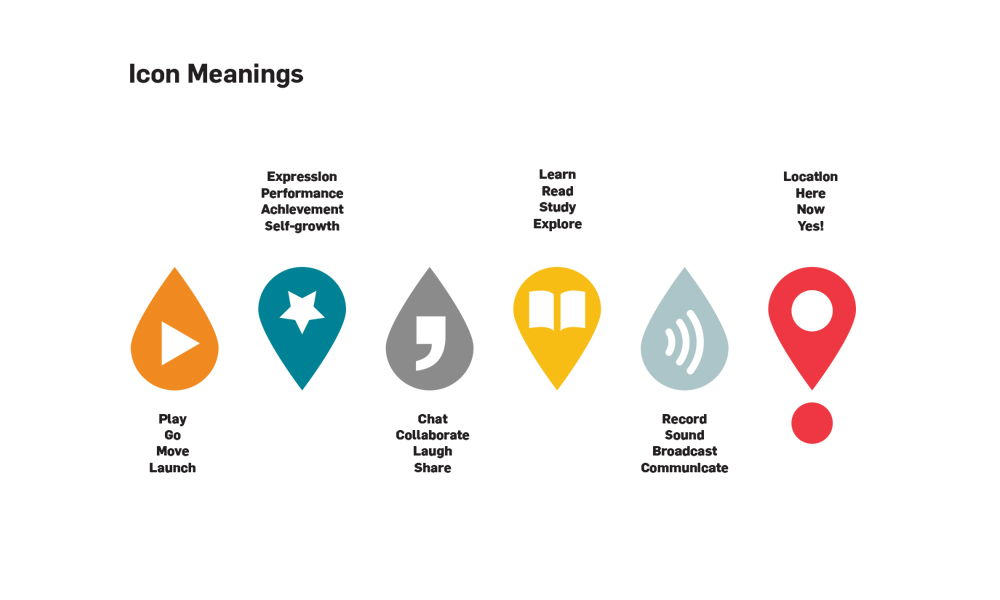 Icon Meanings
Expression
Performance
Achievement
Self-growth
Learn
Read
Study
Explore
Location
Here
Now
Yes!
Play
Go
Move
Launch
Chat
Collaborate
Laugh
Share
Record
Sound
Broadcast
Communicate